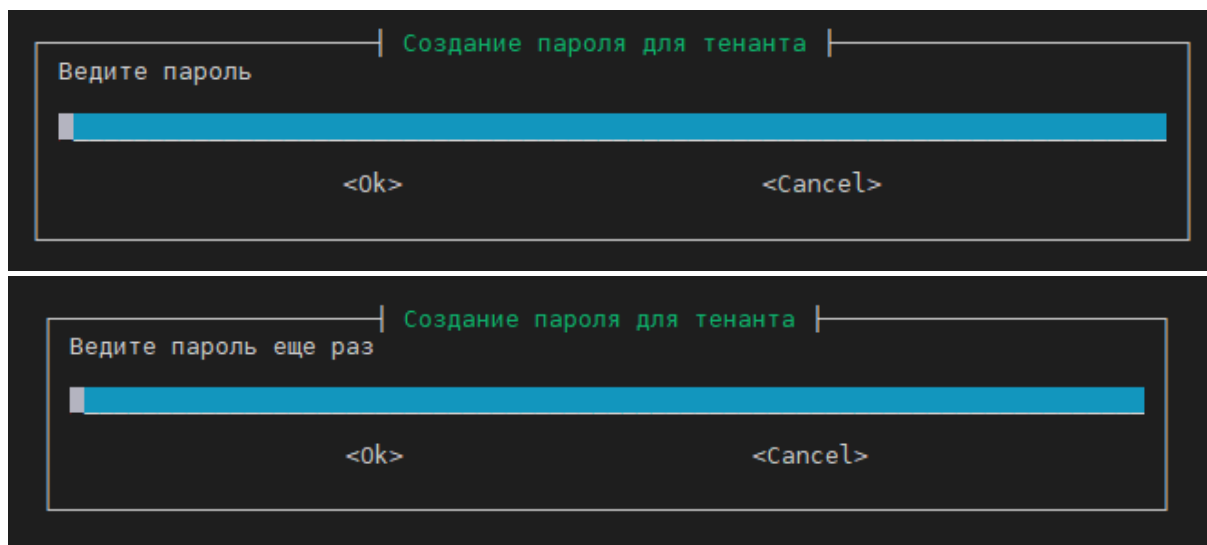 Создание пароля для тенанта
Ведите пароль
<Ok> <Cancel>
Создание пароля для тенанта
Ведите пароль еще раз
<Ok> <Cancel>